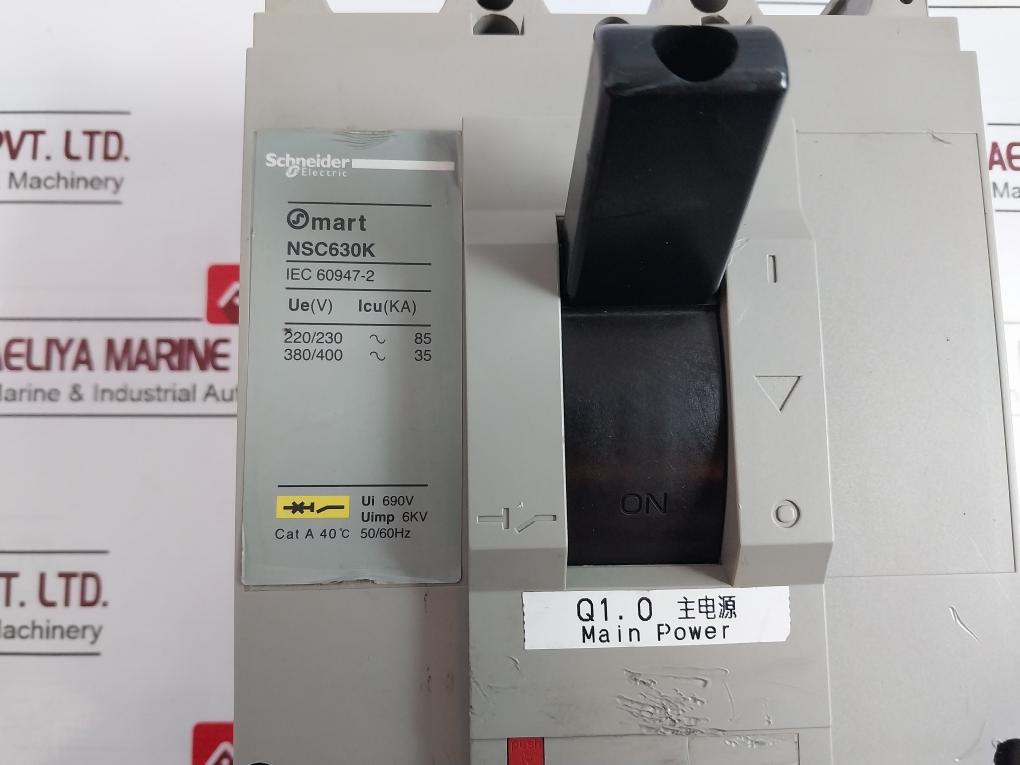 Schneider
Electric
Smart
NSC630K
IEC 60947-2
Ue(V) Icu(KA)
220/230 ~ 85
380/400 ~ 35
Ui 690V
Uimp 6KV
Cat A 40℃ 50/60Hz
I
O
ON
Q1.0 主电源
Main Power
push
PVT. LTD.
Machinery
AELIYA MARINE
Marine & Industrial Aut
T. LTD.
Machinery
AEL
Ma